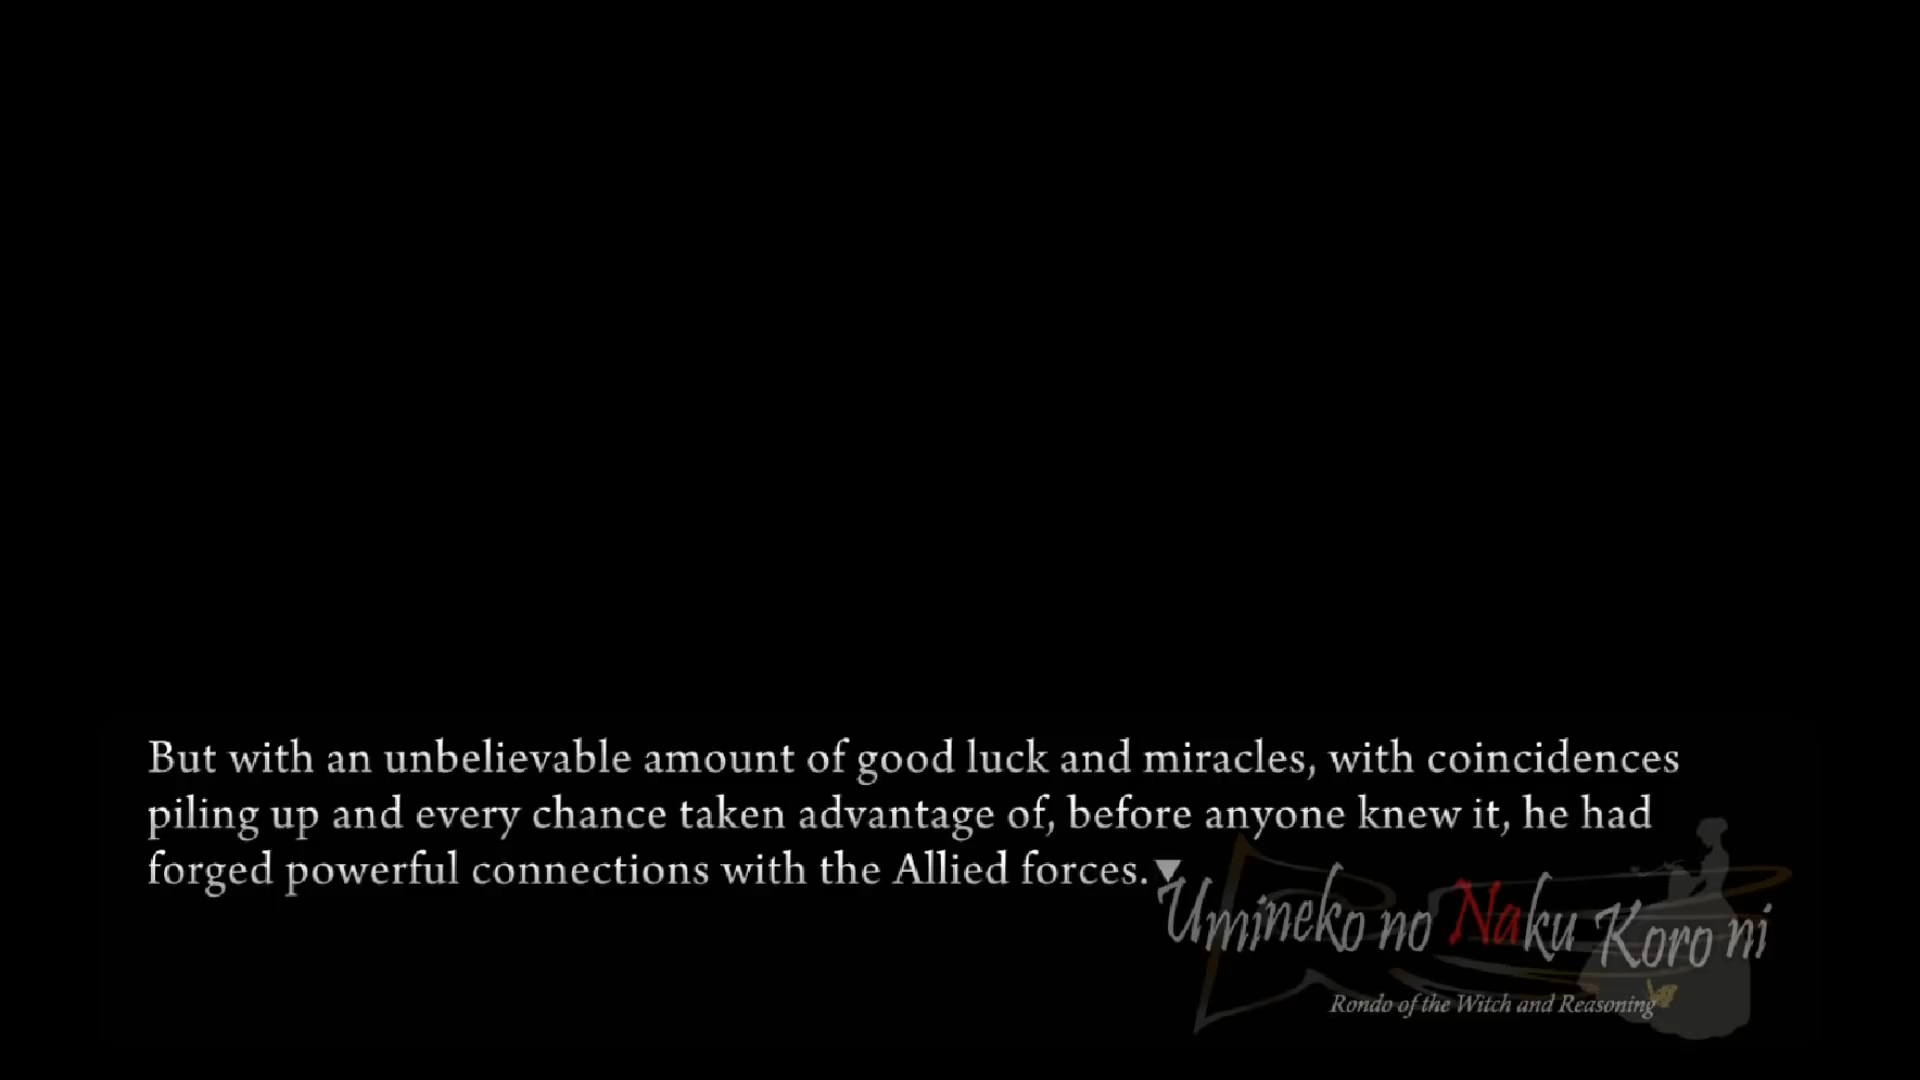 But with an unbelievable amount of good luck and miracles, with coincidences
piling up and every chance taken advantage of, before anyone knew it, he had
forged powerful connections with the Allied forces.
Umineko no Naku Koro ni
Rondo of the Witch and Reasoning